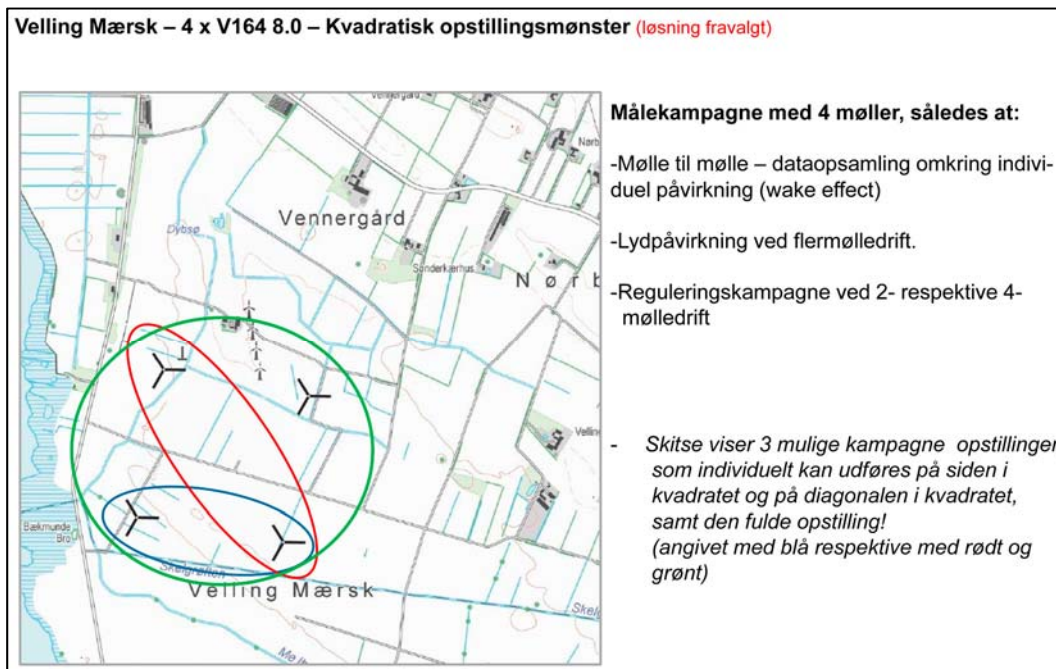 Velling Mærsk – 4 x V164 8.0 – Kvadratisk opstillingsmønster (løsning fravalgt)
Målekampagne med 4 møller, således at:
-Mølle til mølle – dataopsamling omkring indivi-
duel påvirkning (wake effect)
-Lydpåvirkning ved flermølledrift.
-Reguleringskampagne ved 2- respektive 4-
mølledrift
- Skitse viser 3 mulige kampagne opstillinger
som individuelt kan udføres på siden i
kvadratet og på diagonalen i kvadratet,
samt den fulde opstilling!
(angivet med blå respektive med rødt og
grønt)
Vennergård
Nørb
Vennergård
Dybsø
Sønderkærhus
Nørb
Velling
Bækmunde
Bro
Skelgrøften
Velling Mærsk
Skelg